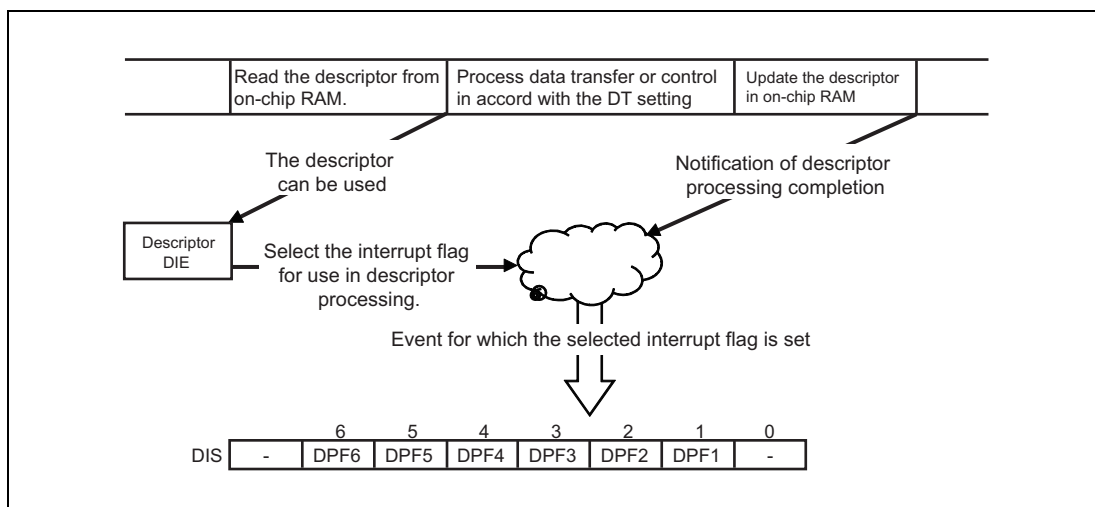 Read the descriptor from
on-chip RAM.
Process data transfer or control
in accord with the DT setting
Update the descriptor
in on-chip RAM
The descriptor
can be used
Notification of descriptor
processing completion
Descriptor
DIE
Select the interrupt flag
for use in descriptor
processing.
Event for which the selected interrupt flag is set
6 5 4 3 2 1 0
DIS - DPF6 DPF5 DPF4 DPF3 DPF2 DPF1 -